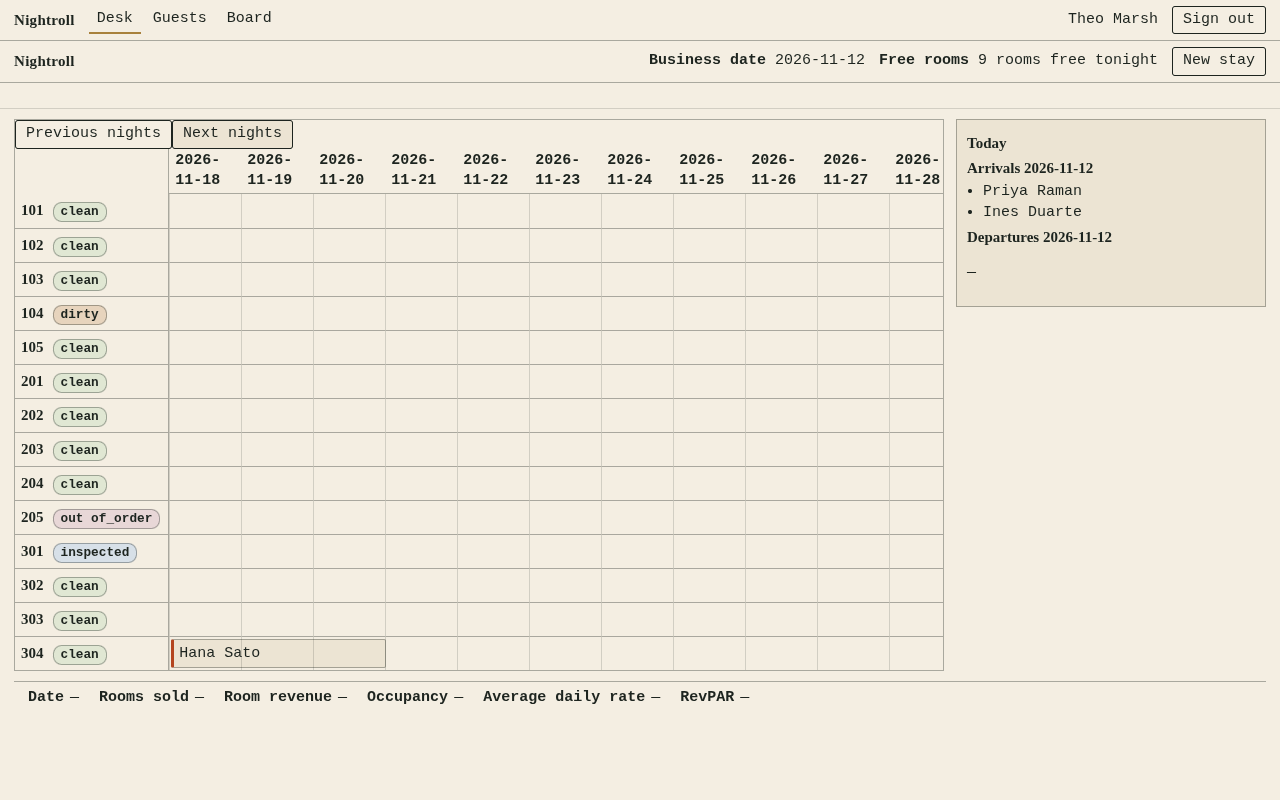 Nightroll Desk Guests Board Theo Marsh Sign out
Nightroll Business date 2026-11-12 Free rooms 9 rooms free tonight New stay
Previous nights Next nights
2026-11-18 2026-11-19 2026-11-20 2026-11-21 2026-11-22 2026-11-23 2026-11-24 2026-11-25 2026-11-26 2026-11-27 2026-11-28
101 clean
102 clean
103 clean
104 dirty
105 clean
201 clean
202 clean
203 clean
204 clean
205 out of_order
301 inspected
302 clean
303 clean
304 clean Hana Sato
Today
Arrivals 2026-11-12
• Priya Raman
• Ines Duarte
Departures 2026-11-12
—
Date — Rooms sold — Room revenue — Occupancy — Average daily rate — RevPAR —